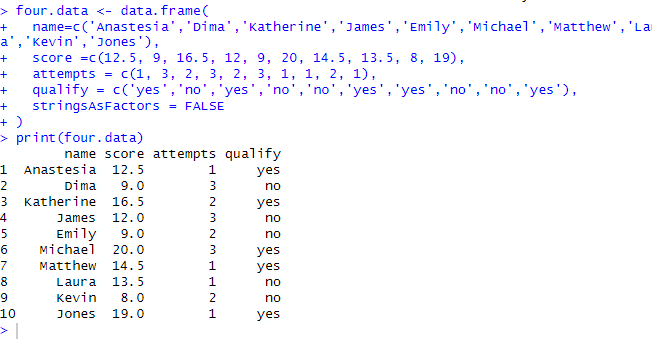 > four.data <- data.frame(
+   name=c('Anastesia','Dima','Katherine','James','Emily','Michael','Matthew','Lau
a','Kevin','Jones'),
+   score =c(12.5, 9, 16.5, 12, 9, 20, 14.5, 13.5, 8, 19),
+   attempts = c(1, 3, 2, 3, 2, 3, 1, 1, 2, 1),
+   qualify = c('yes','no','yes','no','no','yes','yes','no','no','yes'),
+   stringsAsFactors = FALSE
+ )
> print(four.data)
        name score attempts qualify
1  Anastesia  12.5        1     yes
2       Dima   9.0        3      no
3  Katherine  16.5        2     yes
4      James  12.0        3      no
5      Emily   9.0        2      no
6    Michael  20.0        3     yes
7    Matthew  14.5        1     yes
8      Laura  13.5        1      no
9      Kevin   8.0        2      no
10     Jones  19.0        1     yes
>